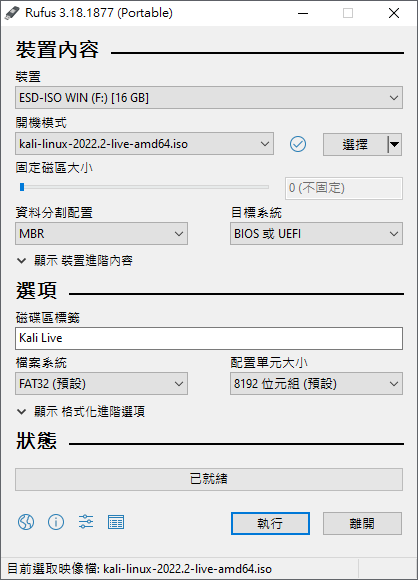 Rufus 3.18.1877 (Portable)
裝置內容
裝置
ESD-ISO WIN (F:) [16 GB]
開機模式
kali-linux-2022.2-live-amd64.iso
選擇
固定磁區大小
0 (不固定)
資料分割配置
目標系統
MBR
BIOS 或 UEFI
顯示 裝置進階內容
選項
磁碟區標籤
Kali Live
檔案系統
配置單元大小
FAT32 (預設)
8192 位元組 (預設)
顯示 格式化進階選項
狀態
已就緒
執行
離開
目前選取映像檔: kali-linux-2022.2-live-amd64.iso